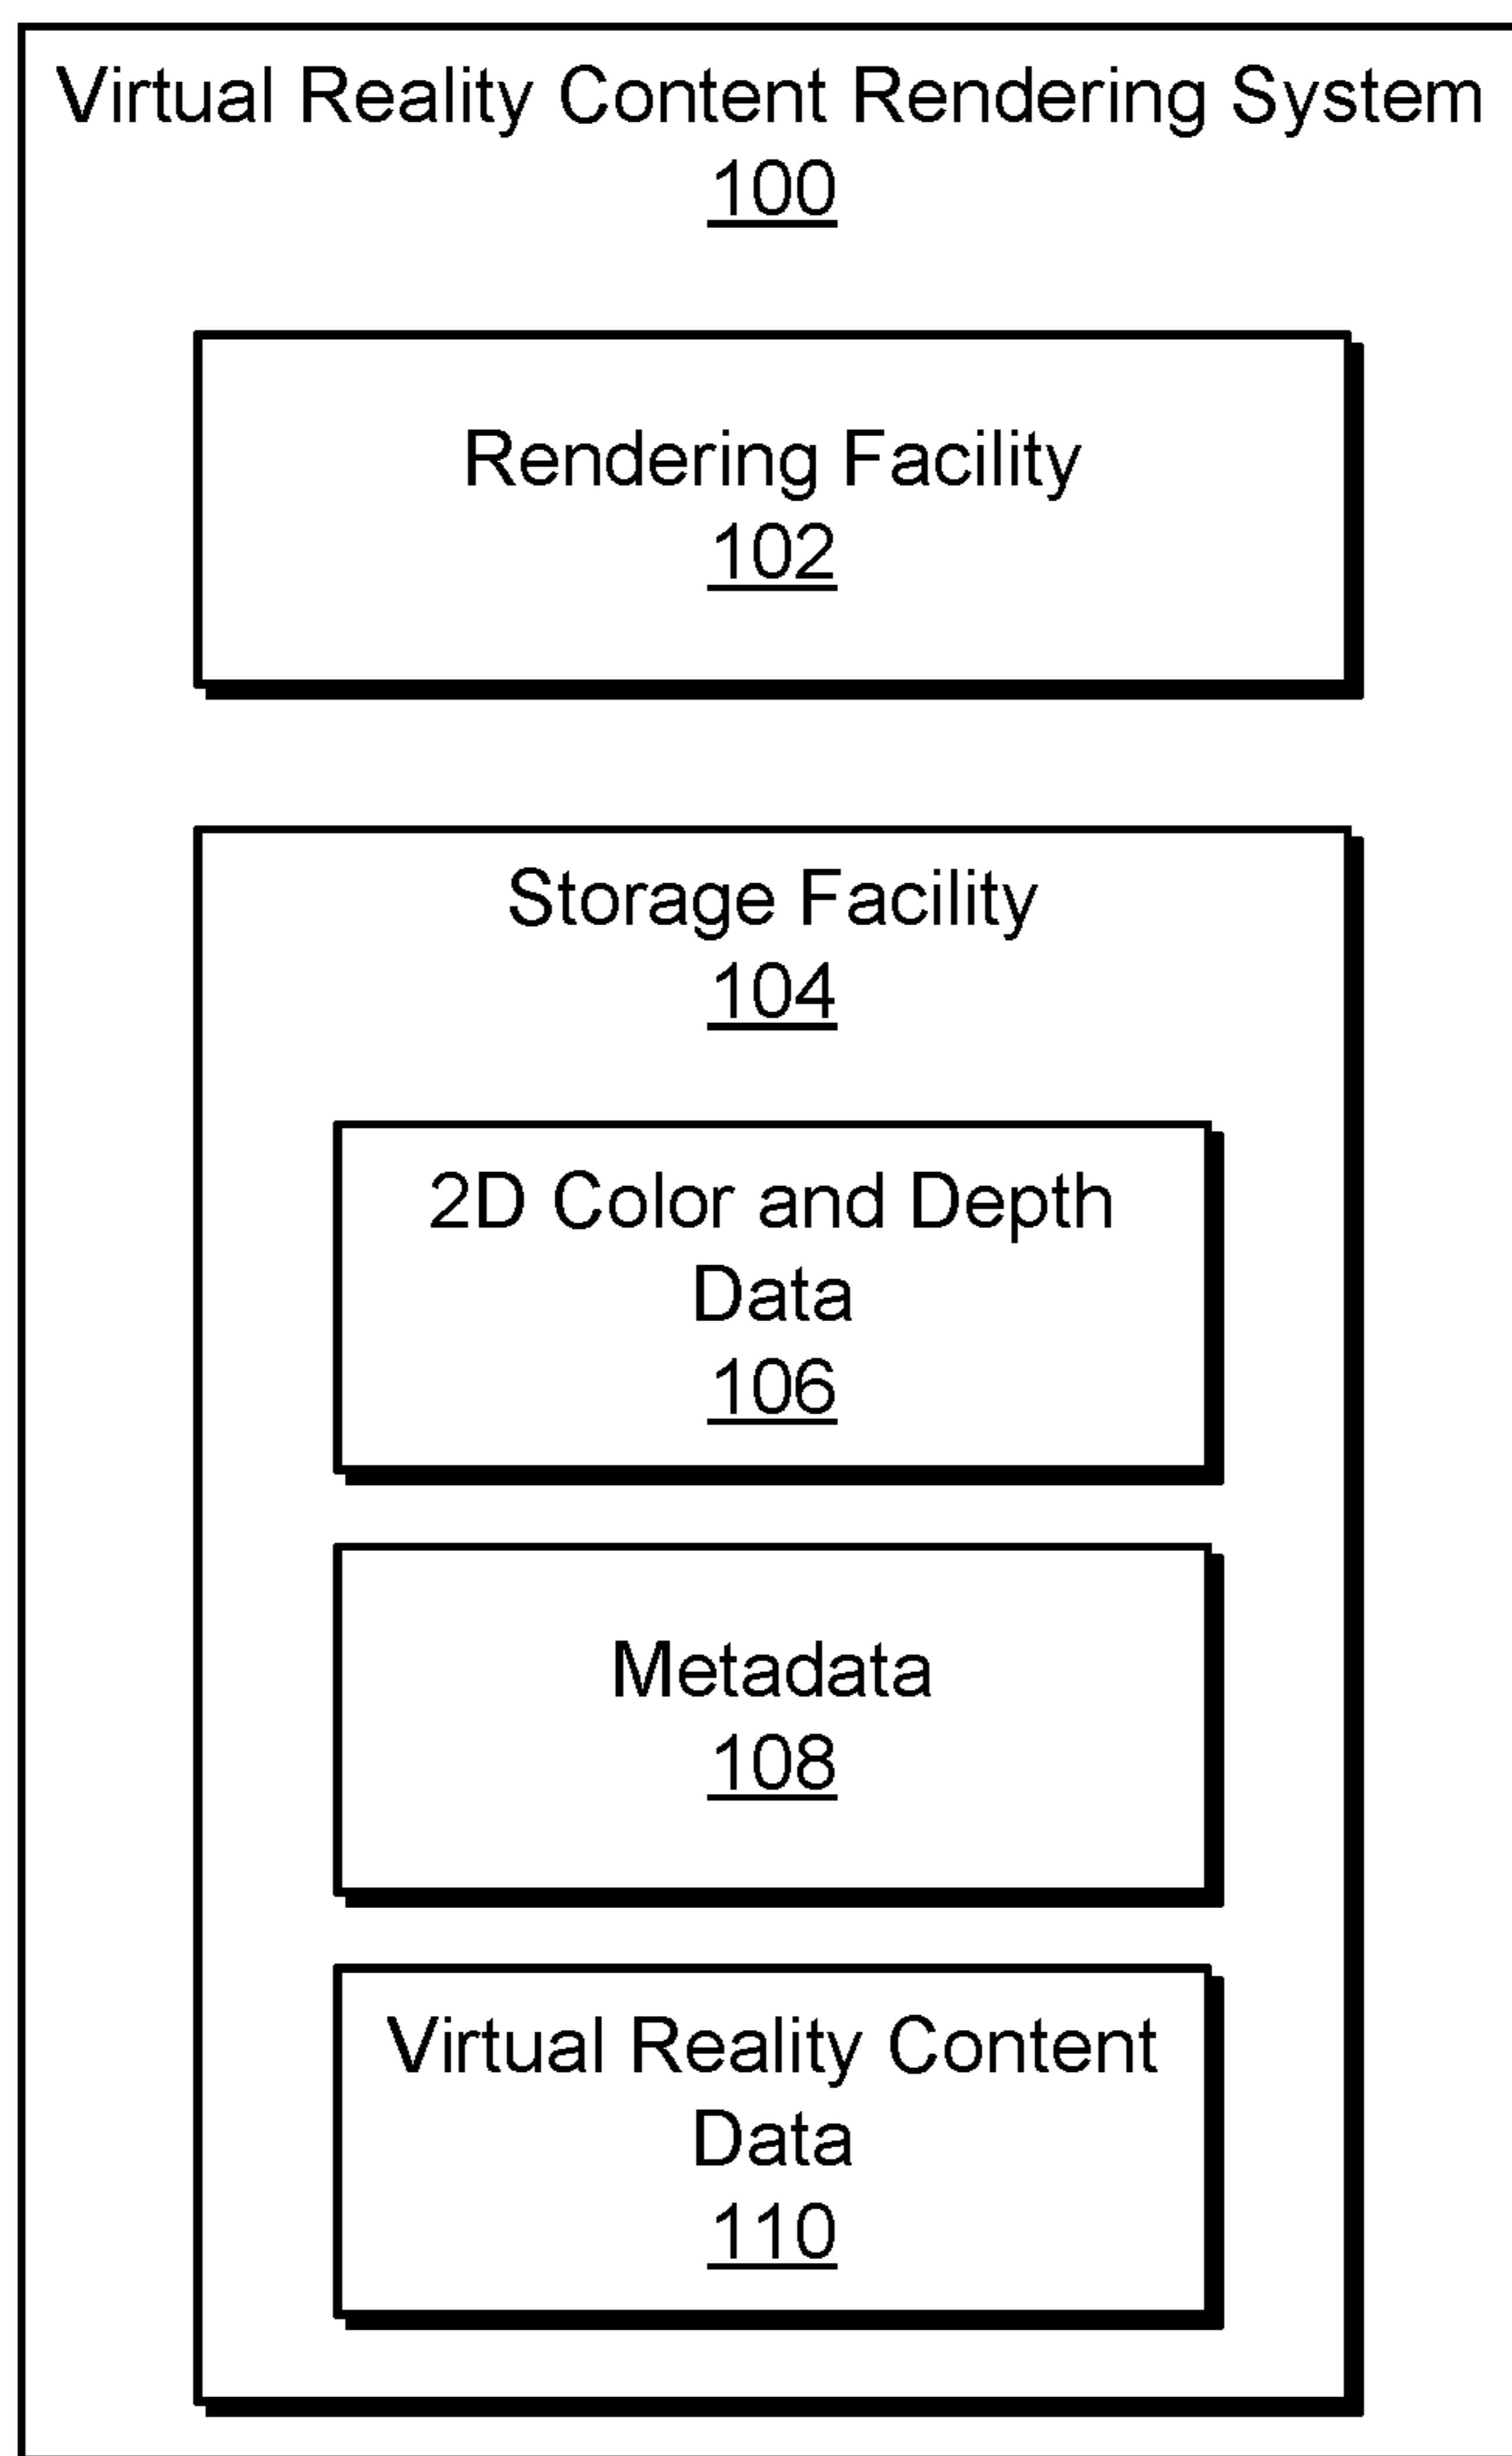 Virtual Reality Content Rendering System
100
Rendering Facility
102
Storage Facility
104
2D Color and Depth
Data
106
Metadata
108
Virtual Reality Content
Data
110